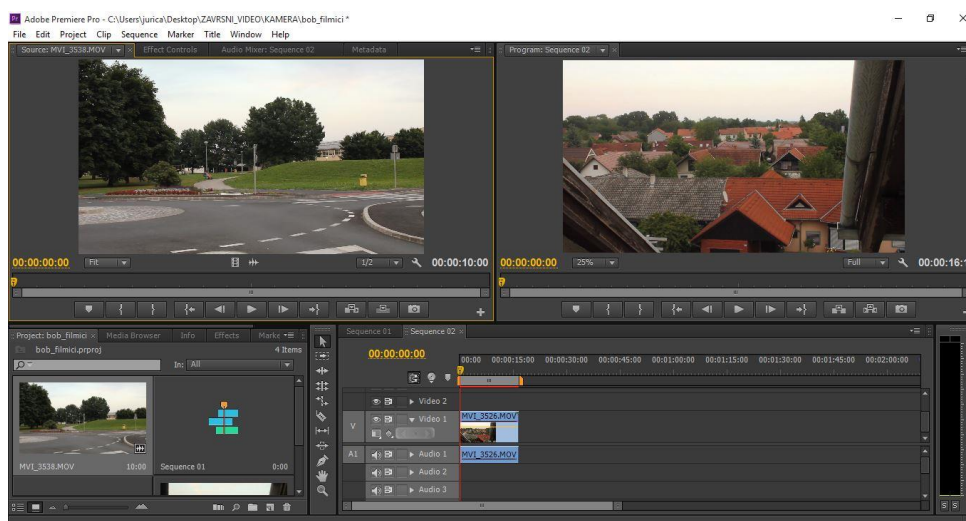 Adobe Premiere Pro - C:\Users\jurica\Desktop\ZAVRSNI_VIDEO\KAMERA\bob_filmici *
File Edit Project Clip Sequence Marker Title Window Help
Source: MVI_3538.MOV Effect Controls Audio Mixer: Sequence 02 Metadata
Program: Sequence 02
00:00:00:00 Fit 1/2 00:00:10:00
00:00:00:00 25% Full 00:00:16:
Project: bob_filmici Media Browser Info Effects Marke
bob_filmici.prproj 4 Items
In: All
MVI_3538.MOV 10:00 Sequence 01 0:00
Sequence 01 Sequence 02
00:00:00:00
00:00 00:00:15:00 00:00:30:00 00:00:45:00 00:01:00:00 00:01:15:00 00:01:30:00 00:01:45:00 00:02:00:00
Video 2
V Video 1 MVI_3526.MOV
A1 Audio 1 MVI_3526.MOV
Audio 2
Audio 3
S S